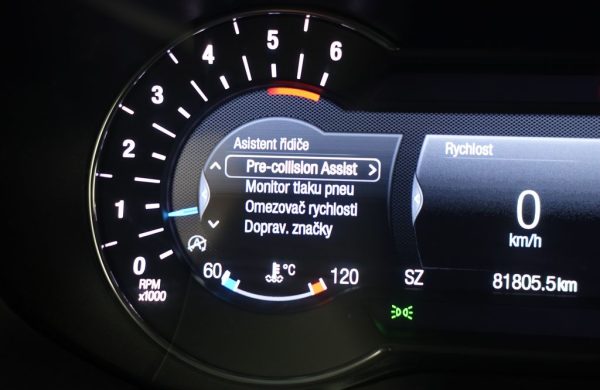 6
5
4
3
2
1
0
RPM
x1000
Asistent řidiče
Pre-collision Assist
Monitor tlaku pneu
Omezovač rychlosti
Doprav. značky
60
°C
120
Rychlost
0
km/h
SZ
81805.5km